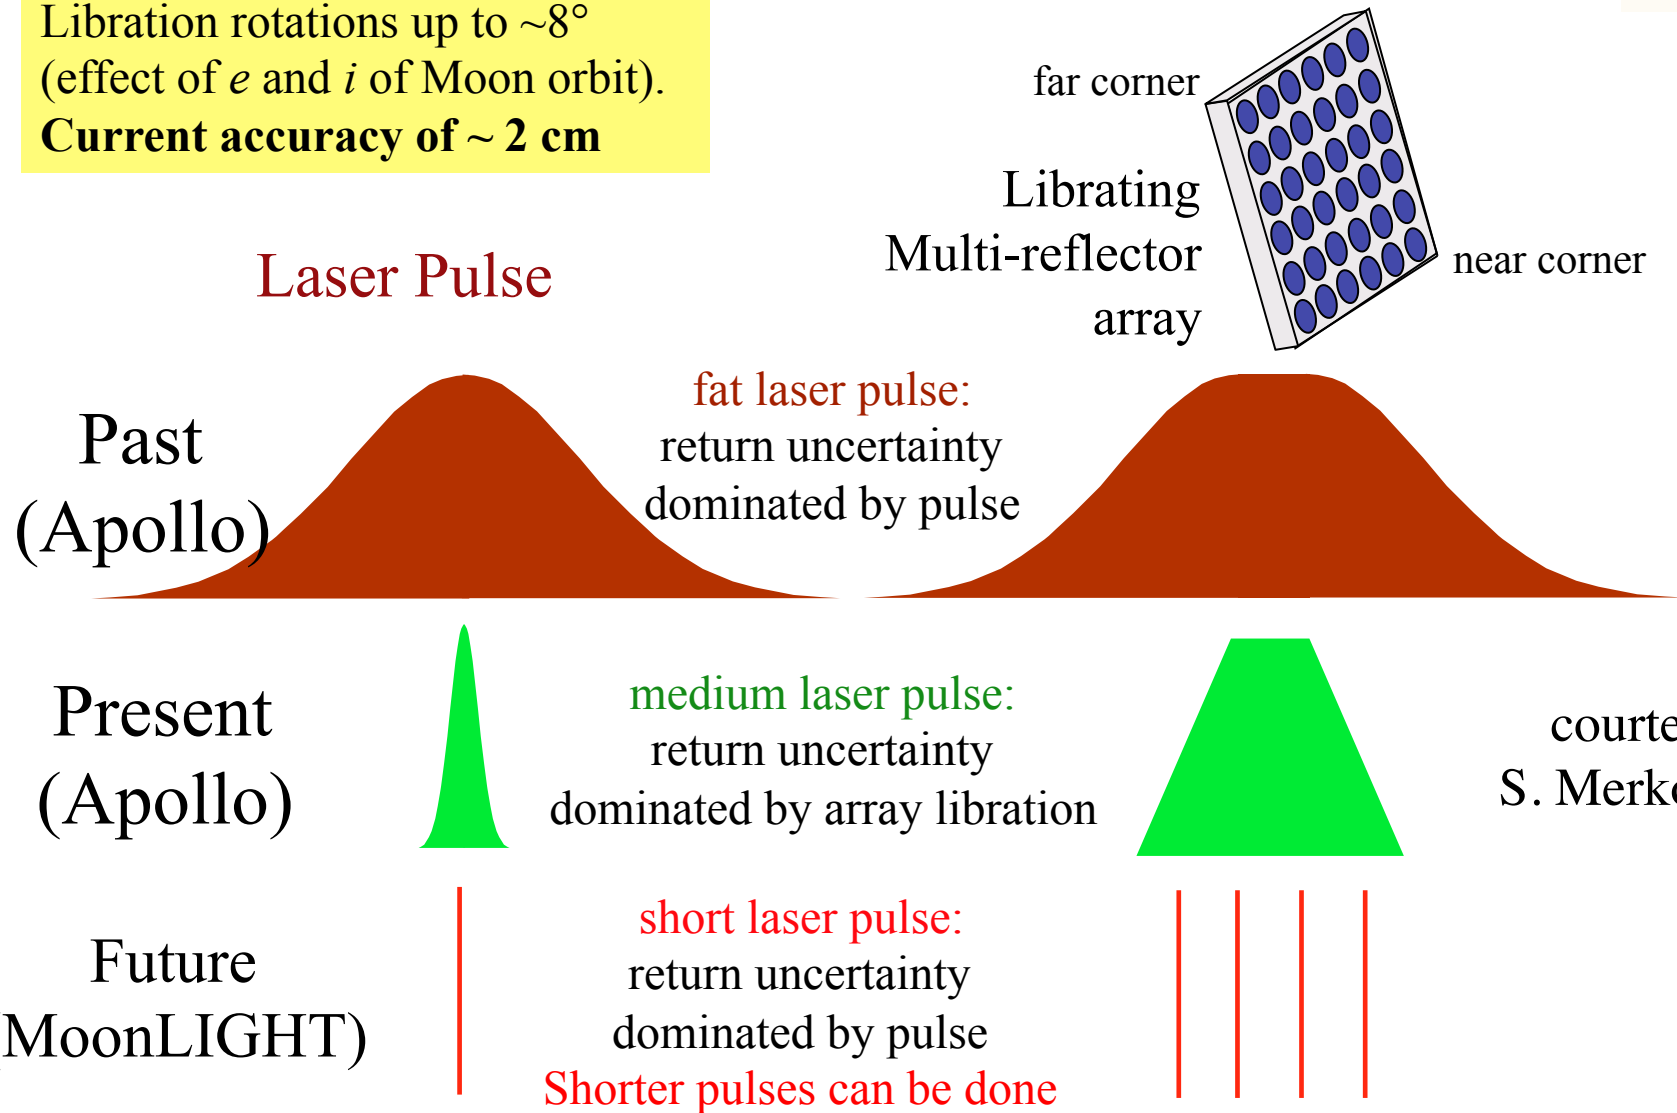 Libration rotations up to ~8°
(effect of e and i of Moon orbit).
Current accuracy of ~ 2 cm
far corner
Librating
Multi-reflector
array
near corner
Laser Pulse
Past
(Apollo)
fat laser pulse:
return uncertainty
dominated by pulse
Present
(Apollo)
medium laser pulse:
return uncertainty
dominated by array libration
S.
Future
MoonLIGHT)
short laser pulse:
return uncertainty
dominated by pulse
Shorter pulses can be done